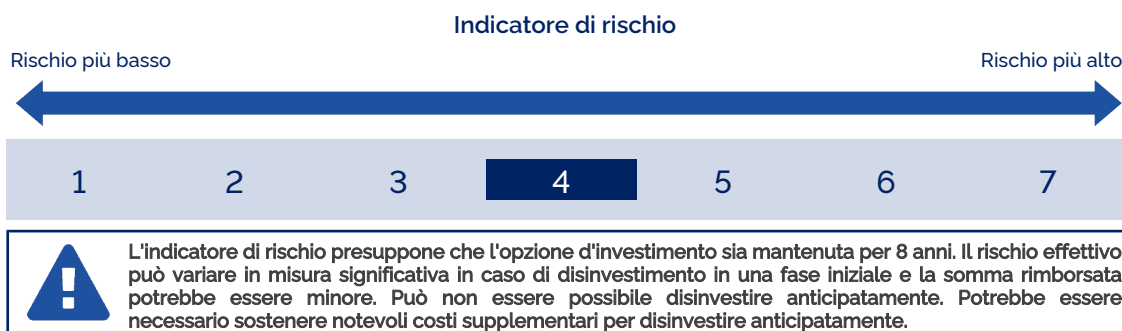 Indicatore di rischio
Rischio più basso
Rischio più alto
1 2 3 4 5 6 7
L'indicatore di rischio presuppone che l'opzione d'investimento sia mantenuta per 8 anni. Il rischio effettivo
può variare in misura significativa in caso di disinvestimento in una fase iniziale e la somma rimborsata
potrebbe essere minore. Può non essere possibile disinvestire anticipatamente. Potrebbe essere
necessario sostenere notevoli costi supplementari per disinvestire anticipatamente.